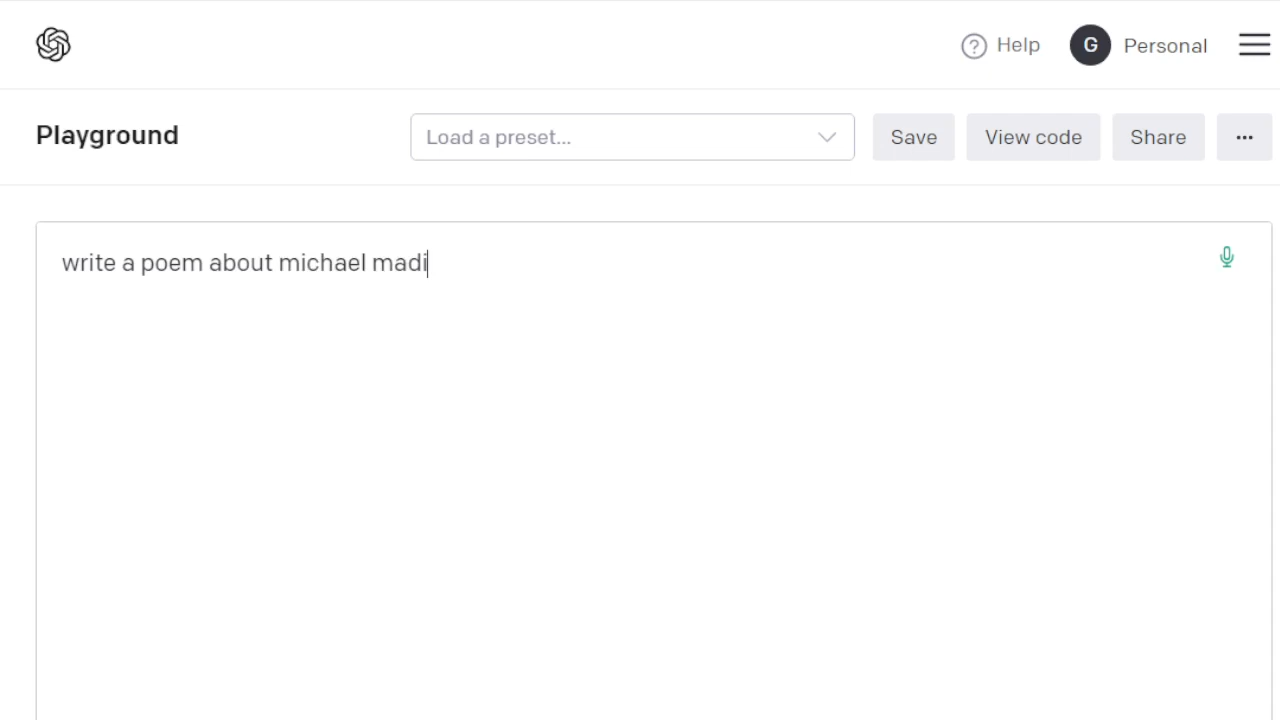 Help G Personal
Playground Load a preset... Save View code Share ...
write a poem about michael madi